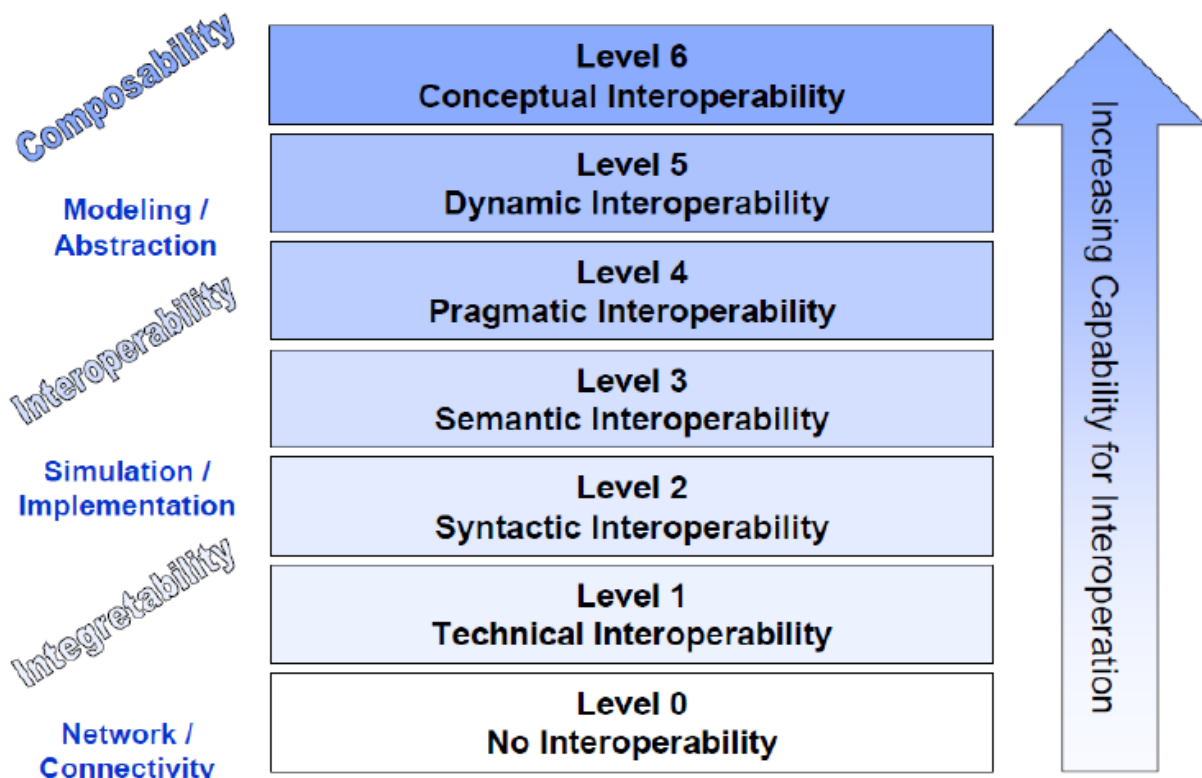 Composability
Modeling /
Abstraction
Interoperability
Simulation /
Implementation
Integretability
Network /
Connectivity
Level 6
Conceptual Interoperability
Level 5
Dynamic Interoperability
Level 4
Pragmatic Interoperability
Level 3
Semantic Interoperability
Level 2
Syntactic Interoperability
Level 1
Technical Interoperability
Level 0
No Interoperability
Increasing Capability for Interoperation